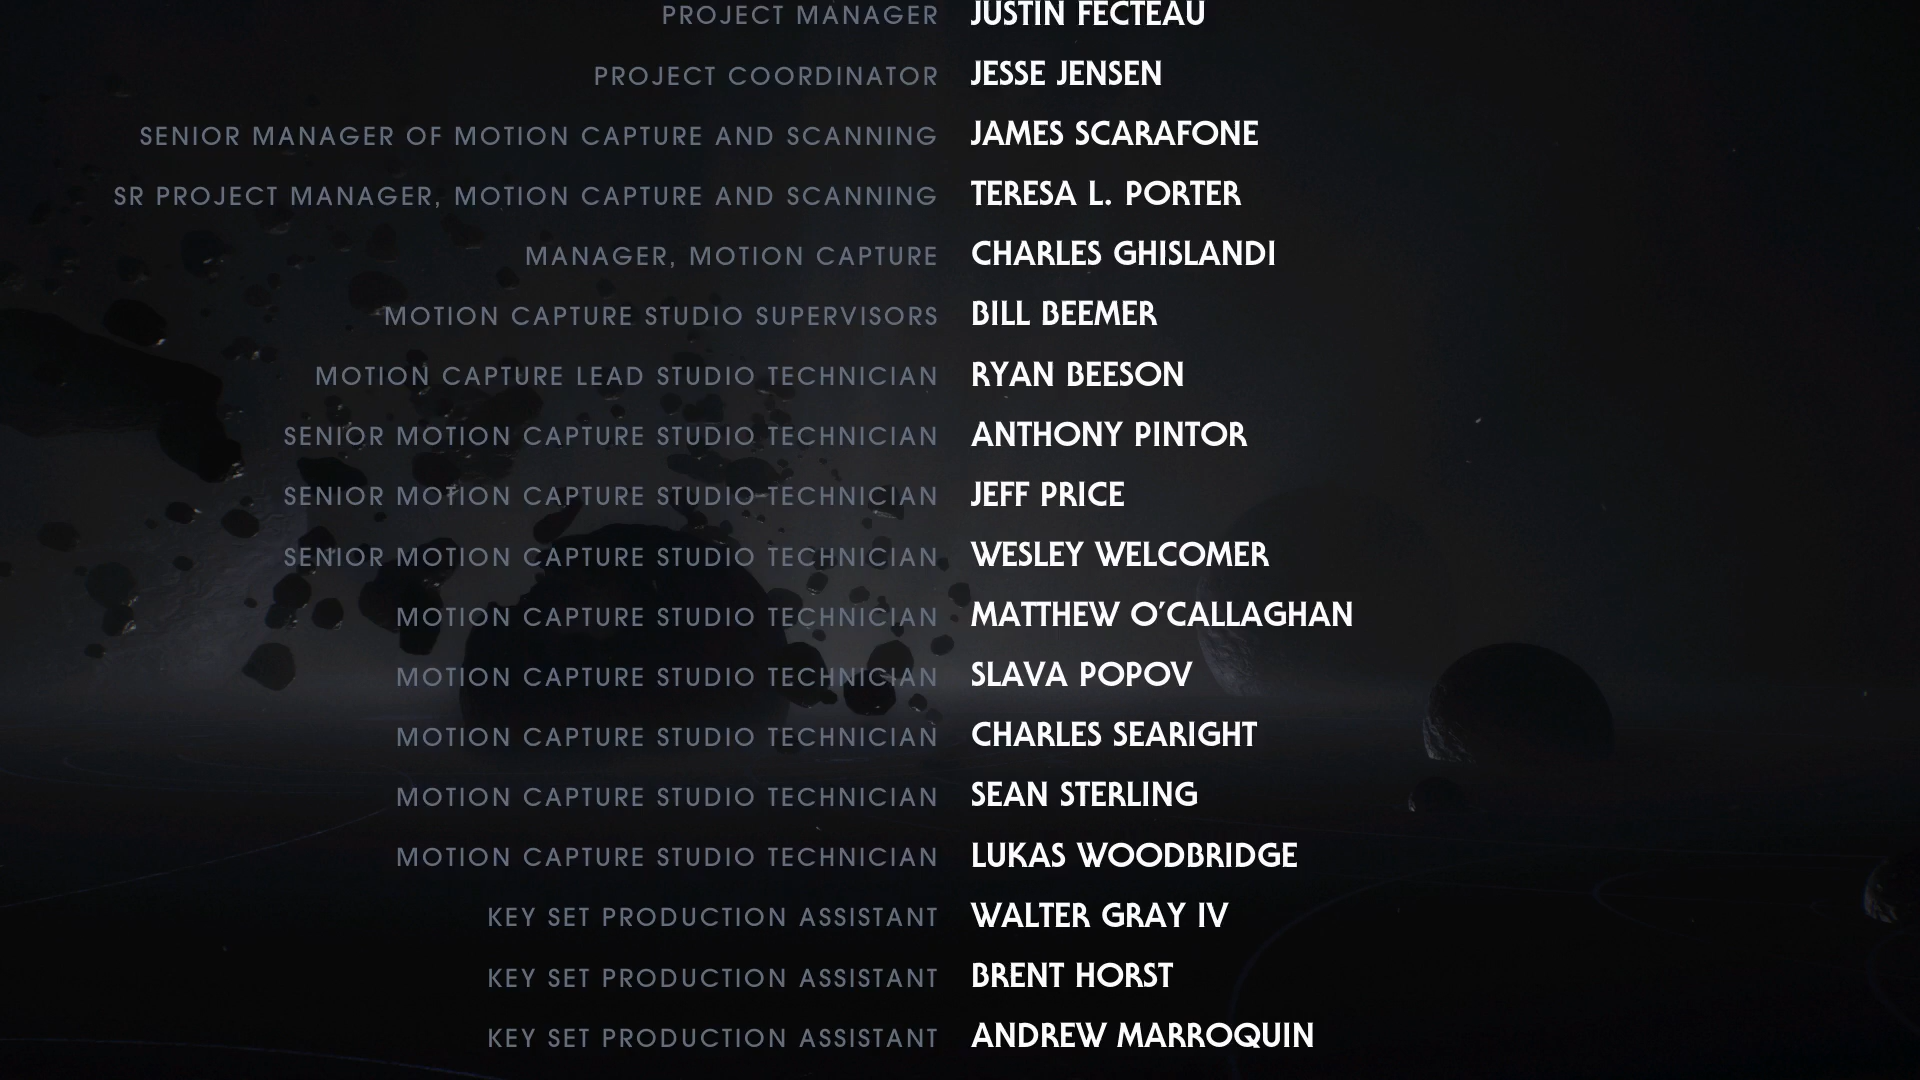 PROJECT MANAGER JUSTIN FECTEAU
PROJECT COORDINATOR JESSE JENSEN
SENIOR MANAGER OF MOTION CAPTURE AND SCANNING JAMES SCARAFONE
SR PROJECT MANAGER, MOTION CAPTURE AND SCANNING TERESA L. PORTER
MANAGER, MOTION CAPTURE CHARLES GHISLANDI
MOTION CAPTURE STUDIO SUPERVISORS BILL BEEMER
MOTION CAPTURE LEAD STUDIO TECHNICIAN RYAN BEESON
SENIOR MOTION CAPTURE STUDIO TECHNICIAN ANTHONY PINTOR
SENIOR MOTION CAPTURE STUDIO TECHNICIAN JEFF PRICE
SENIOR MOTION CAPTURE STUDIO TECHNICIAN WESLEY WELCOMER
MOTION CAPTURE STUDIO TECHNICIAN MATTHEW O'CALLAGHAN
MOTION CAPTURE STUDIO TECHNICIAN SLAVA POPOV
MOTION CAPTURE STUDIO TECHNICIAN CHARLES SEARIGHT
MOTION CAPTURE STUDIO TECHNICIAN SEAN STERLING
MOTION CAPTURE STUDIO TECHNICIAN LUKAS WOODBRIDGE
KEY SET PRODUCTION ASSISTANT WALTER GRAY IV
KEY SET PRODUCTION ASSISTANT BRENT HORST
KEY SET PRODUCTION ASSISTANT ANDREW MARROQUIN